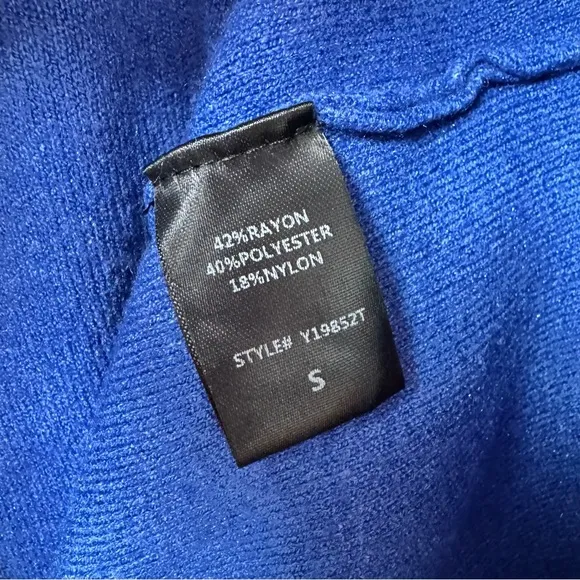 42%RAYON
40%POLYESTER
18%NYLON
STYLE# Y19852T
S